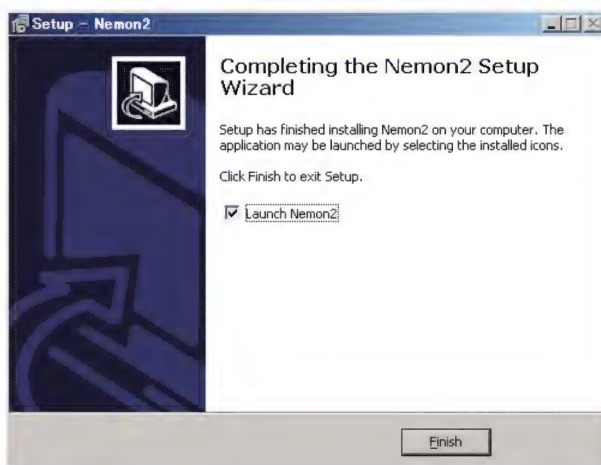 Setup - Nemon2
Completing the Nemon2 Setup
Wizard
Setup has finished installing Nemon2 on your computer. The
application may be launched by selecting the installed icons.
Click Finish to exit Setup.
Launch Nemon2
Finish